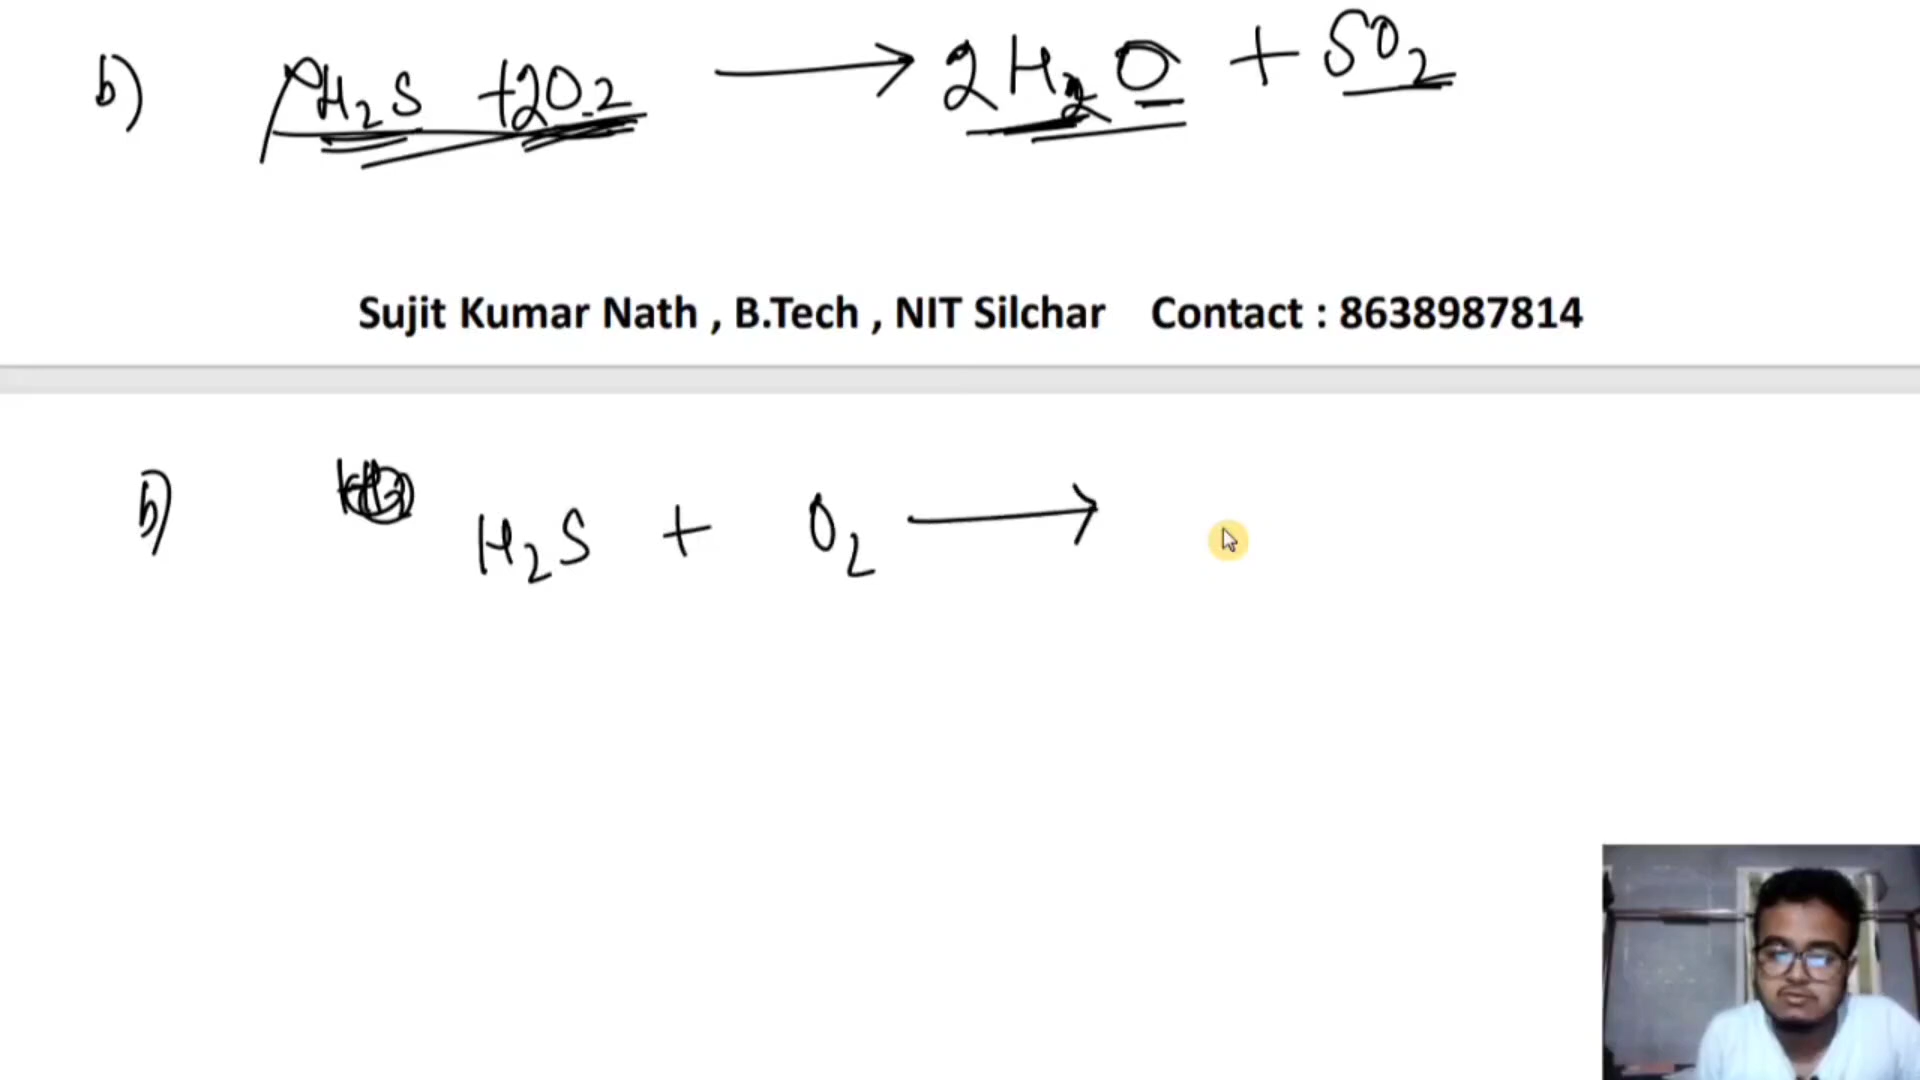 b) H₂S +2O₂ → 2H₂O + SO₂
Sujit Kumar Nath , B.Tech , NIT Silchar Contact : 8638987814
b) H₂S + O₂ →